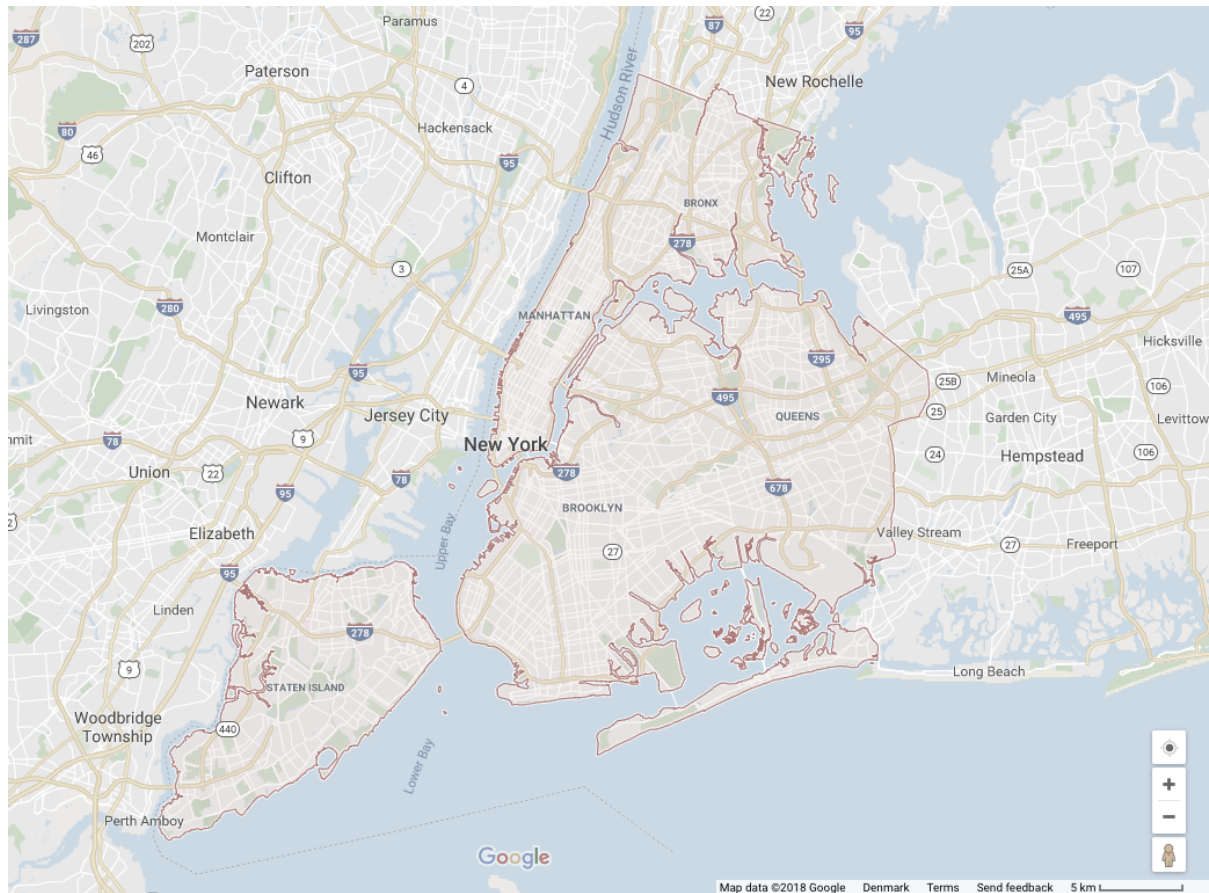 Paramus
22
87
95
287
202
Paterson
New Rochelle
4
Hudson River
Hackensack
80
46
95
Clifton
BRONX
Montclair
278
3
25A
107
Livingston
280
MANHATTAN
495
Hicksville
295
95
25B
Mineola
106
495
Newark
Jersey City
QUEENS
25
Garden City
Levittow
mmit
78
9
New York
24
Hempstead
106
Union
22
278
78
95
678
BROOKLYN
Elizabeth
Upper Bay
Valley Stream
27
27
Freeport
95
Linden
278
9
Long Beach
STATEN ISLAND
Woodbridge
Township
440
Lower Bay
Perth Amboy
+
−
Google
Map data ©2018 Google Denmark Terms Send feedback 5 km